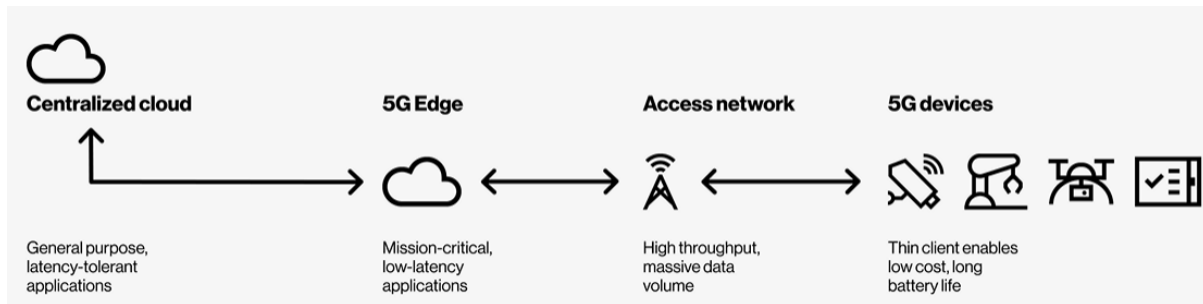 Centralized cloud
5G Edge
Access network
5G devices
General purpose,
latency-tolerant
applications
Mission-critical,
low-latency
applications
High throughput,
massive data
volume
Thin client enables
low cost, long
battery life